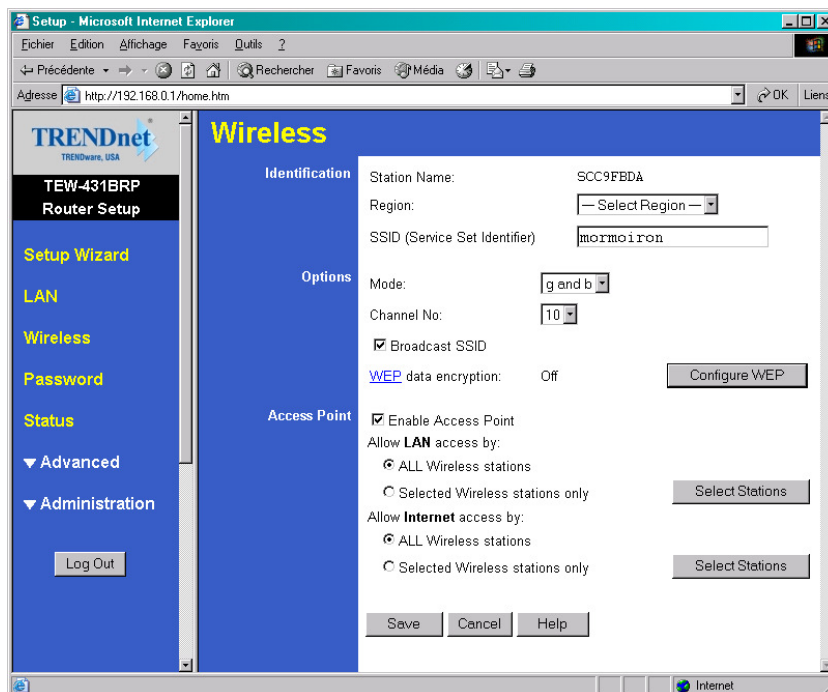 Setup - Microsoft Internet Explorer
Fichier Edition Affichage Favoris Outils ?
Précédente Rechercher Favoris Média
Adresse http://192.168.0.1/home.htm OK Liens
TRENDnet
TRENDware, USA
TEW-431BRP
Router Setup
Setup Wizard
LAN
Wireless
Password
Status
Advanced
Administration
Log Out
Wireless
Identification
Station Name: SCC9FBDA
Region: — Select Region —
SSID (Service Set Identifier) mormoiron
Options
Mode: g and b
Channel No: 10
Broadcast SSID
WEP data encryption: Off Configure WEP
Access Point
Enable Access Point
Allow LAN access by:
ALL Wireless stations
Selected Wireless stations only Select Stations
Allow Internet access by:
ALL Wireless stations
Selected Wireless stations only Select Stations
Save Cancel Help
Internet